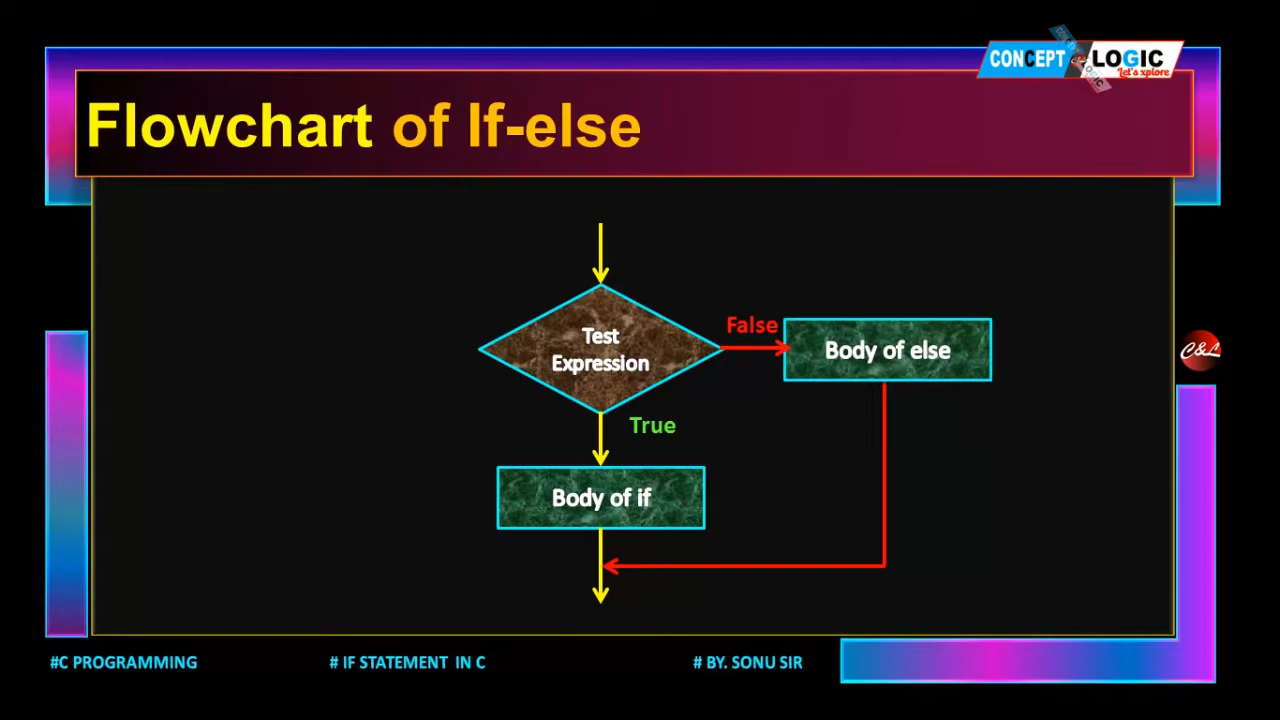 CONCEPT & LOGIC
Let's xplore
Flowchart of If-else
Test
Expression
False
Body of else
True
Body of if
C&L
#C PROGRAMMING
# IF STATEMENT IN C
# BY. SONU SIR